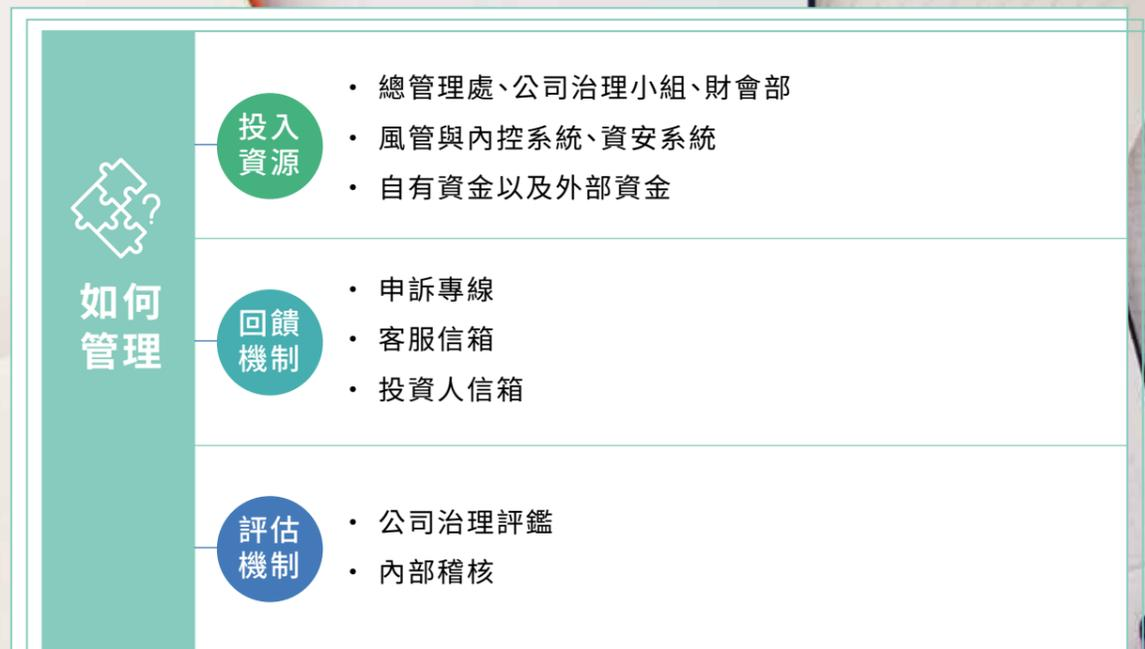 如何
管理
投入
資源
• 總管理處、公司治理小組、財會部
• 風管與內控系統、資安系統
• 自有資金以及外部資金
回饋
機制
• 申訴專線
• 客服信箱
• 投資人信箱
評估
機制
• 公司治理評鑑
• 內部稽核